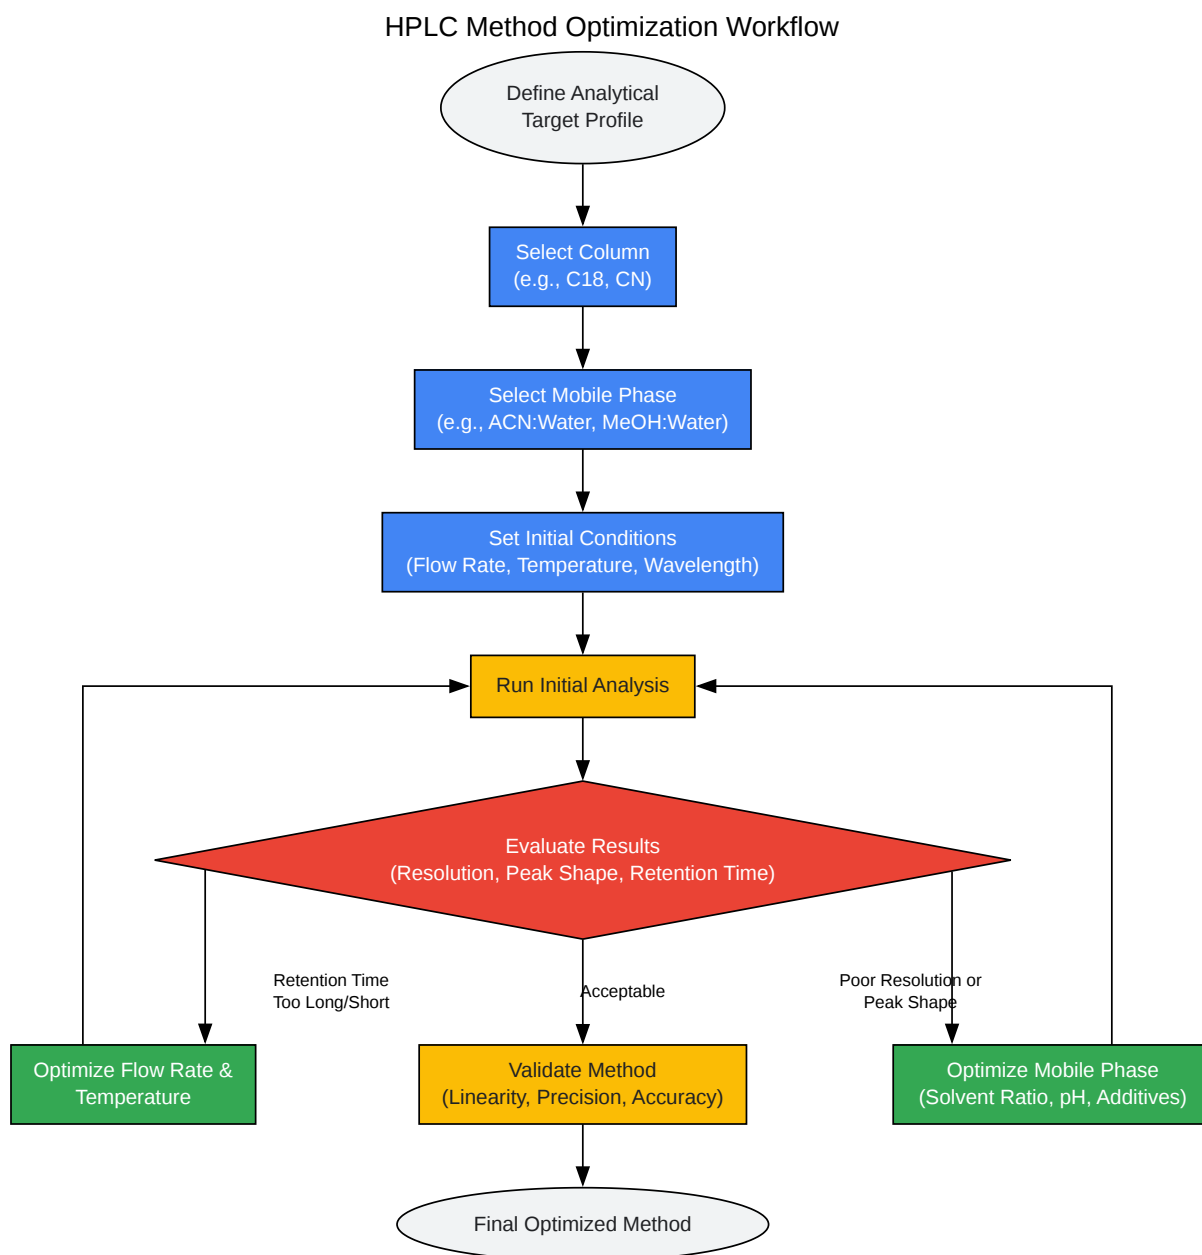 HPLC Method Optimization Workflow
Define Analytical
Target Profile
Select Column
(e.g., C18, CN)
Select Mobile Phase
(e.g., ACN:Water, MeOH:Water)
Set Initial Conditions
(Flow Rate, Temperature, Wavelength)
Run Initial Analysis
Evaluate Results
(Resolution, Peak Shape, Retention Time)
Retention Time
Too Long/Short
Acceptable
Poor Resolution or
Peak Shape
Optimize Flow Rate &
Temperature
Validate Method
(Linearity, Precision, Accuracy)
Optimize Mobile Phase
(Solvent Ratio, pH, Additives)
Final Optimized Method